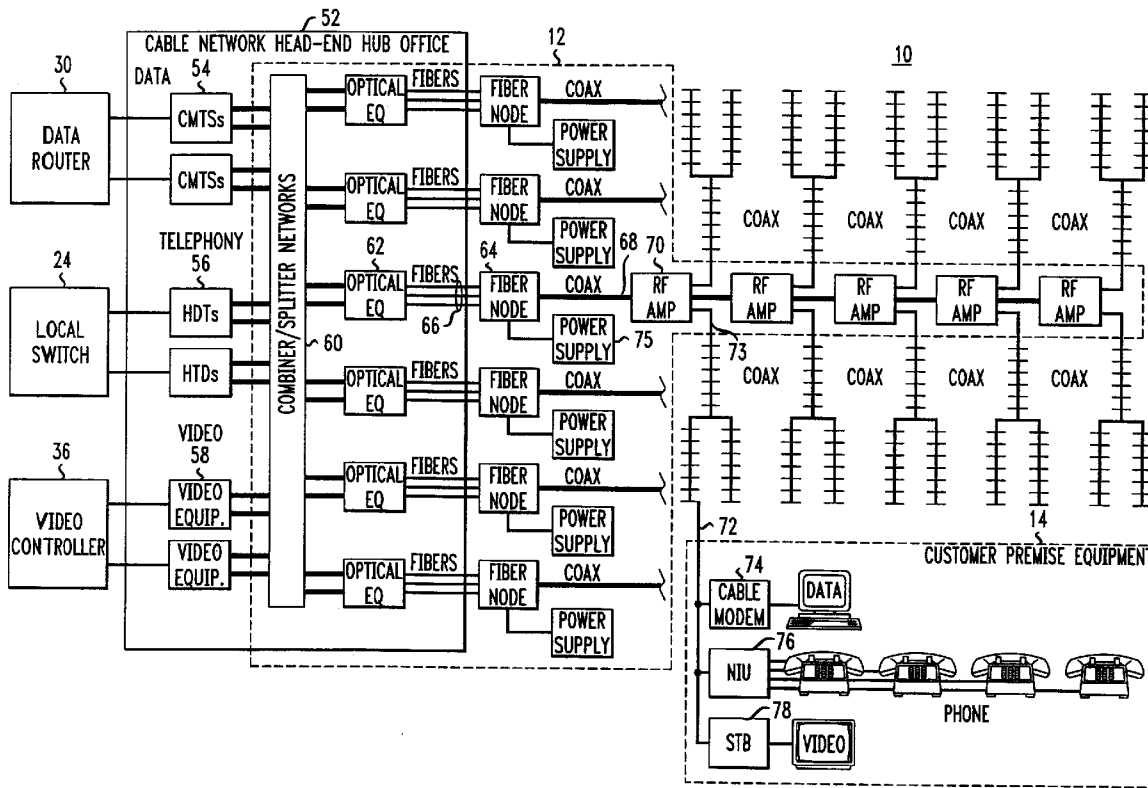 52
CABLE NETWORK HEAD-END HUB OFFICE
12
10
30
DATA
54
DATA
ROUTER
CMTSs
CMTSs
COMBINER/SPLITTER NETWORKS
60
OPTICAL
EQ
FIBERS
FIBER
NODE
COAX
POWER
SUPPLY
OPTICAL
EQ
FIBERS
FIBER
NODE
COAX
POWER
SUPPLY
24
LOCAL
SWITCH
TELEPHONY
56
HDTs
HTDs
62
OPTICAL
EQ
FIBERS
66
64
FIBER
NODE
COAX
68
POWER
SUPPLY
75
OPTICAL
EQ
FIBERS
FIBER
NODE
COAX
POWER
SUPPLY
36
VIDEO
CONTROLLER
VIDEO
58
VIDEO
EQUIP.
VIDEO
EQUIP.
OPTICAL
EQ
FIBERS
FIBER
NODE
COAX
POWER
SUPPLY
OPTICAL
EQ
FIBERS
FIBER
NODE
COAX
POWER
SUPPLY
COAX
COAX
COAX
COAX
70
RF
AMP
RF
AMP
RF
AMP
RF
AMP
RF
AMP
73
COAX
COAX
COAX
COAX
72
14
CUSTOMER PREMISE EQUIPMENT
74
CABLE
MODEM
DATA
76
NIU
PHONE
78
STB
VIDEO